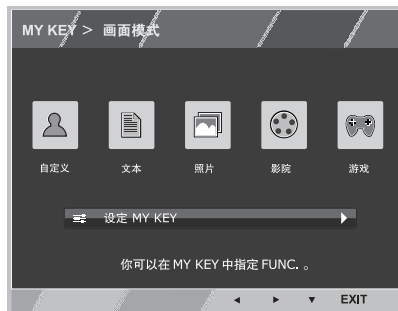 MY KEY > 画面模式
自定义 文本 照片 影院 游戏
设定 MY KEY
你可以在 MY KEY 中指定 FUNC. 。
EXIT